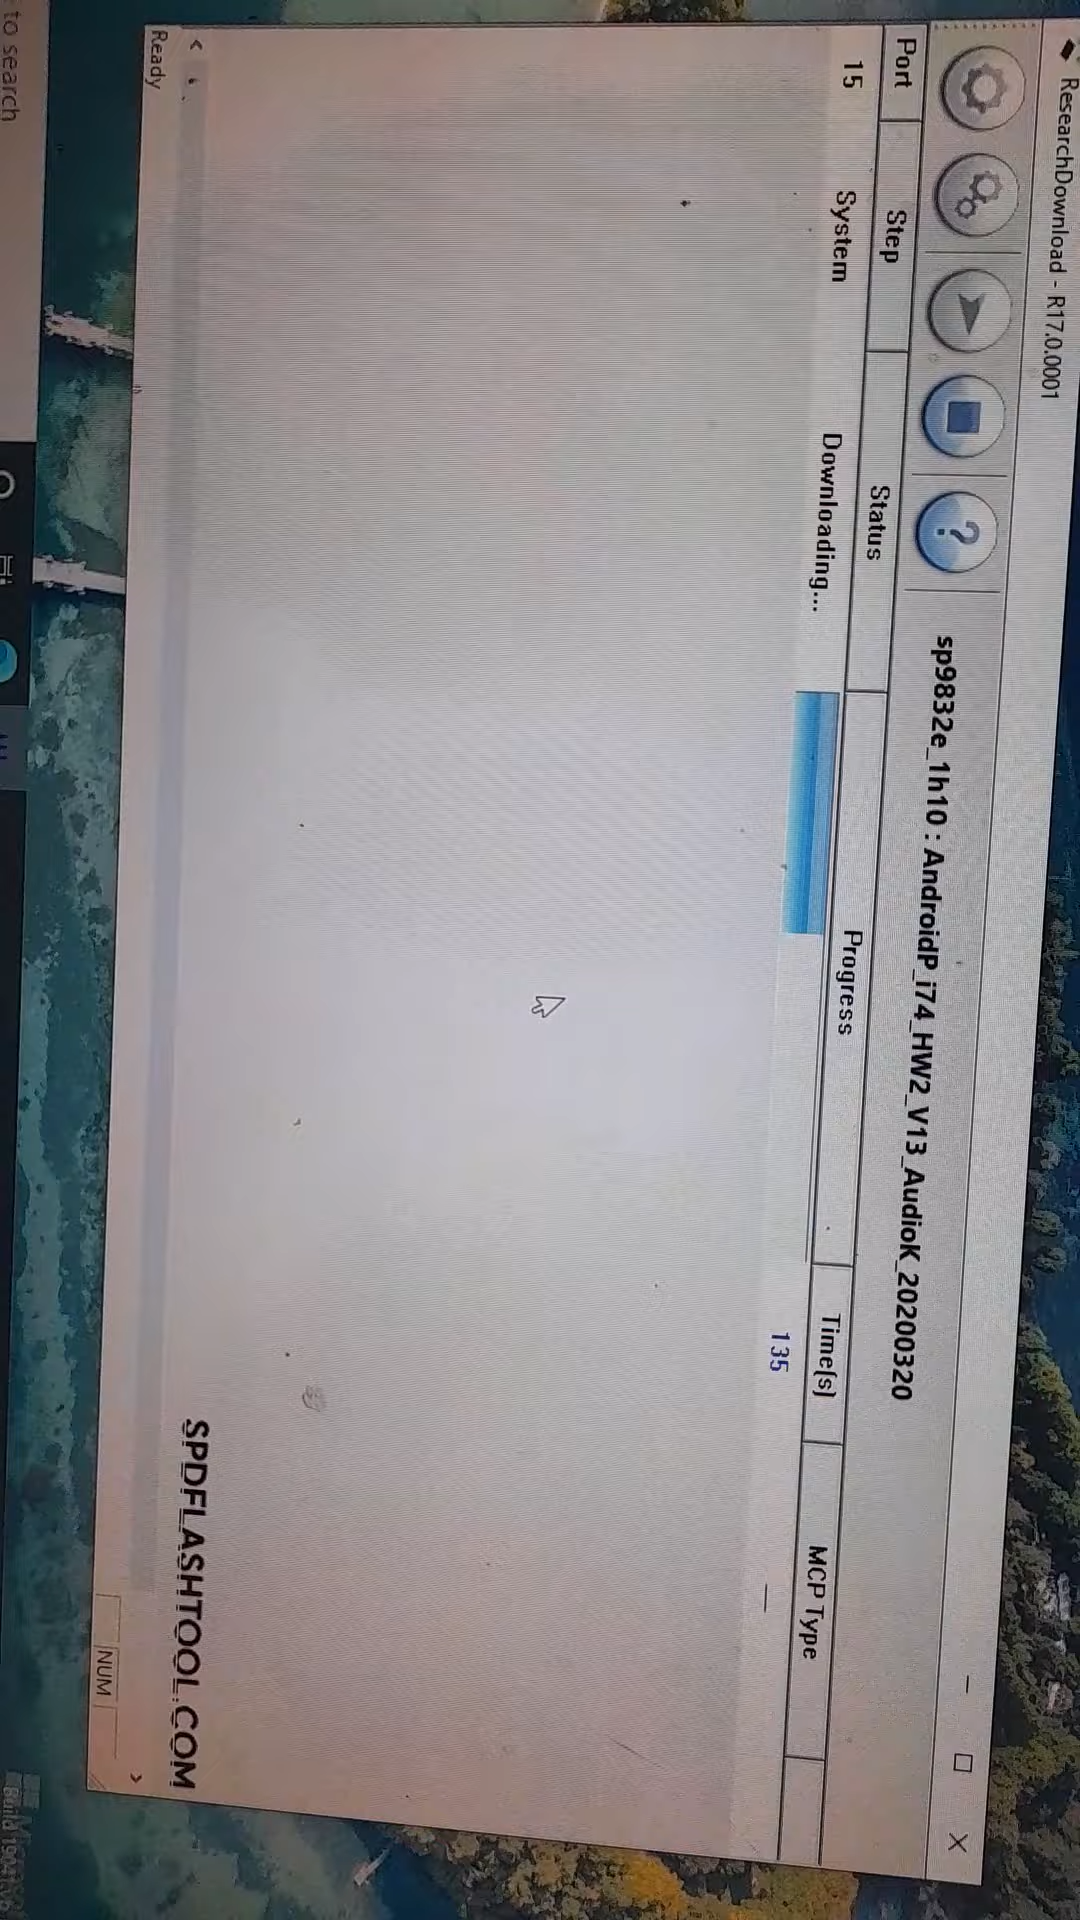 ResearchDownload - R17.0.0001
sp9832e_1h10 : AndroidP_i74_HW2_V13_AudioK_20200320
Port Step Status Progress Time(s) MCP Type
15 System Downloading... 135
SPDFLASHTOOL.COM
Ready NUM
to search